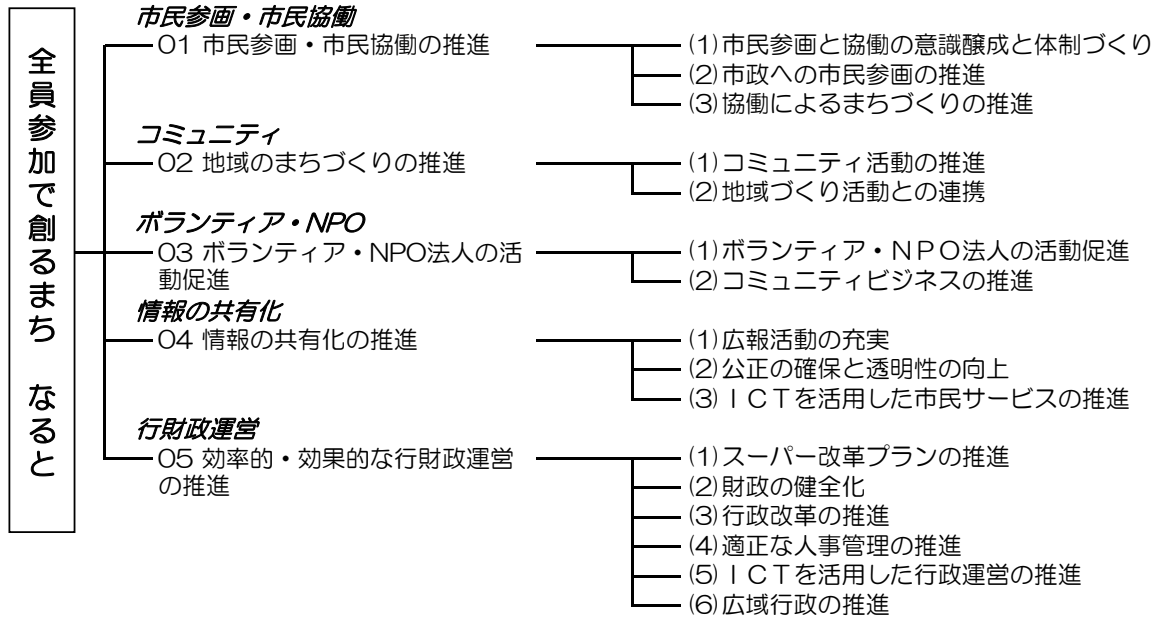 全員参加で創るまち　なると
市民参画・市民協働
01 市民参画・市民協働の推進
(1)市民参画と協働の意識醸成と体制づくり
(2)市政への市民参画の推進
(3)協働によるまちづくりの推進
コミュニティ
02 地域のまちづくりの推進
(1)コミュニティ活動の推進
(2)地域づくり活動との連携
ボランティア・NPO
03 ボランティア・NPO法人の活
動促進
(1)ボランティア・ＮＰＯ法人の活動促進
(2)コミュニティビジネスの推進
情報の共有化
04 情報の共有化の推進
(1)広報活動の充実
(2)公正の確保と透明性の向上
(3)ＩＣＴを活用した市民サービスの推進
行財政運営
05 効率的・効果的な行財政運営
の推進
(1)スーパー改革プランの推進
(2)財政の健全化
(3)行政改革の推進
(4)適正な人事管理の推進
(5)ＩＣＴを活用した行政運営の推進
(6)広域行政の推進